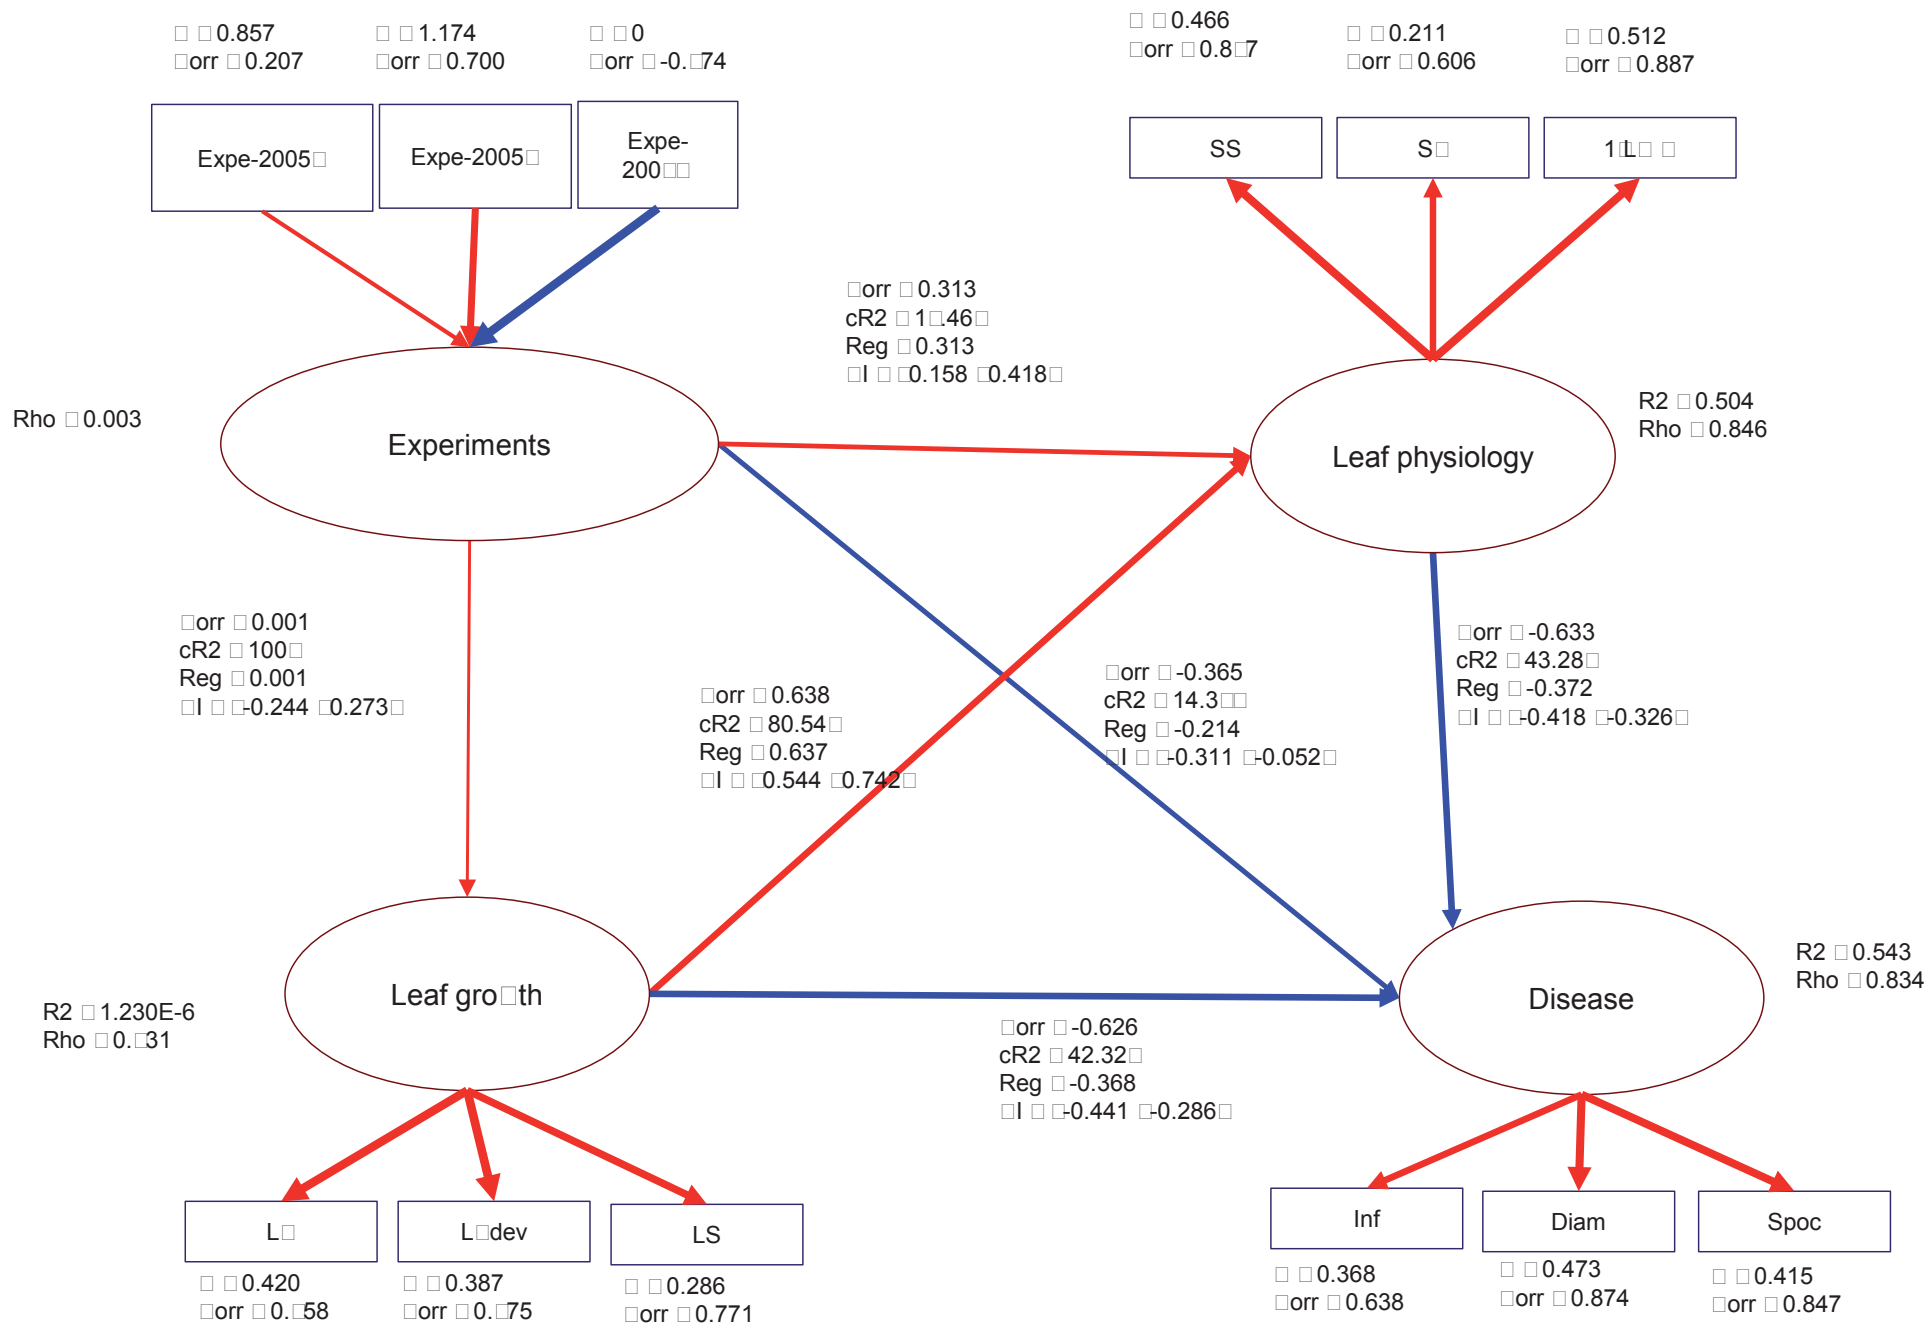 □ □ 0.857
□orr □ 0.207
□ □ 1.174
□orr □ 0.700
□ □ 0
□orr □ -0.□74
□ □ 0.466
□orr □ 0.8□7
□ □ 0.211
□orr □ 0.606
□ □ 0.512
□orr □ 0.887
Expe-2005□
Expe-2005□
Expe-
200□□
SS
S□
1□L□ □
□orr □ 0.313
cR2 □ 1□.46□
Reg □ 0.313
□I □ □0.158 □0.418□
Rho □ 0.003
Experiments
Leaf physiology
R2 □ 0.504
Rho □ 0.846
□orr □ 0.001
cR2 □ 100□
Reg □ 0.001
□I □ □-0.244 □0.273□
□orr □ 0.638
cR2 □ 80.54□
Reg □ 0.637
□I □ □0.544 □0.742□
□orr □ -0.365
cR2 □ 14.3□□
Reg □ -0.214
□I □ □-0.311 □-0.052□
□orr □ -0.633
cR2 □ 43.28□
Reg □ -0.372
□I □ □-0.418 □-0.326□
R2 □ 1.230E-6
Rho □ 0.□31
Leaf gro□th
Disease
R2 □ 0.543
Rho □ 0.834
□orr □ -0.626
cR2 □ 42.32□
Reg □ -0.368
□I □ □-0.441 □-0.286□
L□
L□dev
LS
Inf
Diam
Spoc
□ □ 0.420
□orr □ 0.□58
□ □ 0.387
□orr □ 0.□75
□ □ 0.286
□orr □ 0.771
□ □ 0.368
□orr □ 0.638
□ □ 0.473
□orr □ 0.874
□ □ 0.415
□orr □ 0.847